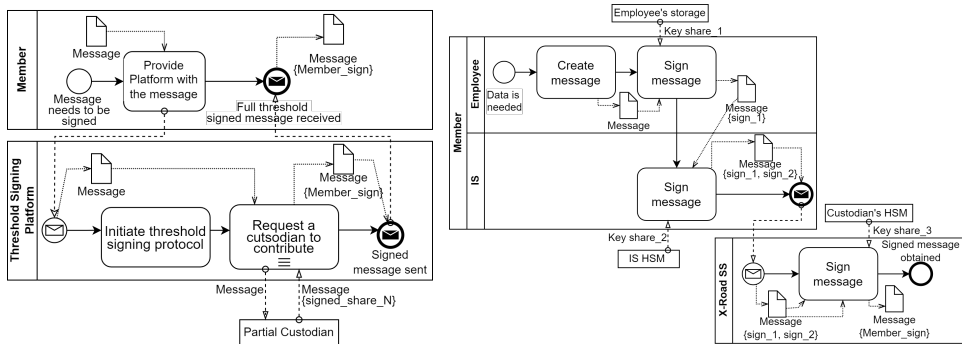 Member
Message
Provide
Platform with
the message
Message
{Member_sign}
Message
needs to be
signed
Full threshold
signed message received
Threshold Signing
Platform
Message
Initiate threshold
signing protocol
Request a
cutsodian to
contribute
Message
{Member_sign}
Signed
message sent
Message
Message
{signed_share_N}
Partial Custodian
Employee's storage
Key share_1
Member
Employee
Data is
needed
Create
message
Message
Sign
message
Message
{sign_1}
IS
Sign
message
Message
{sign_1, sign_2}
Key share_2
IS HSM
Custodian's HSM
Key share_3
X-Road SS
Signed message
obtained
Sign
message
Message
{sign_1, sign_2}
Message
{Member_sign}